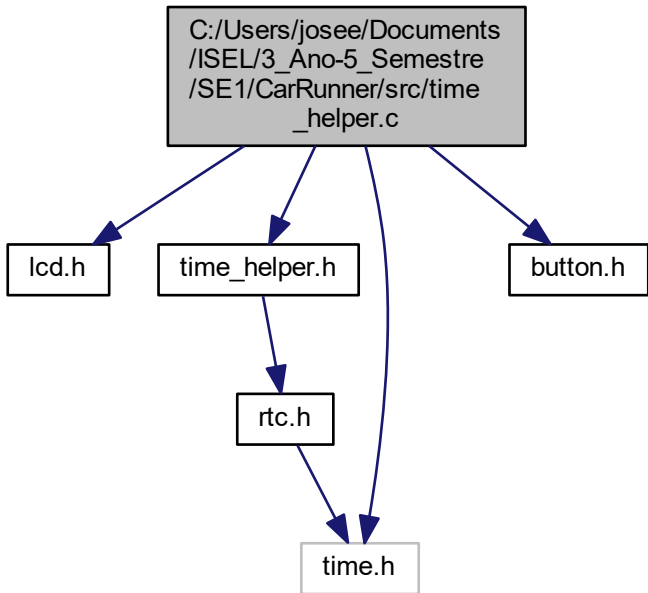 C:/Users/josee/Documents
/ISEL/3_Ano-5_Semestre
/SE1/CarRunner/src/time
_helper.c
lcd.h
time_helper.h
button.h
rtc.h
time.h